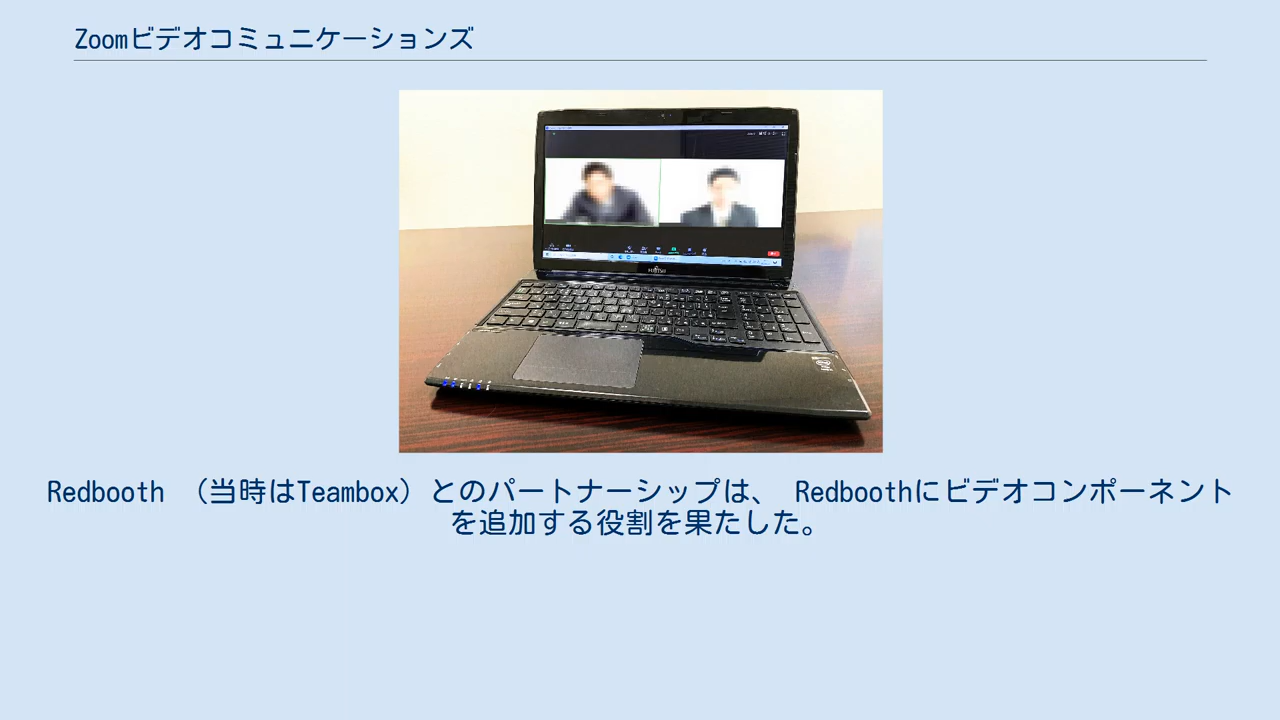 Zoomビデオコミュニケーションズ
FUJITSU
Redbooth （当時はTeambox）とのパートナーシップは、 Redboothにビデオコンポーネント
を追加する役割を果たした。